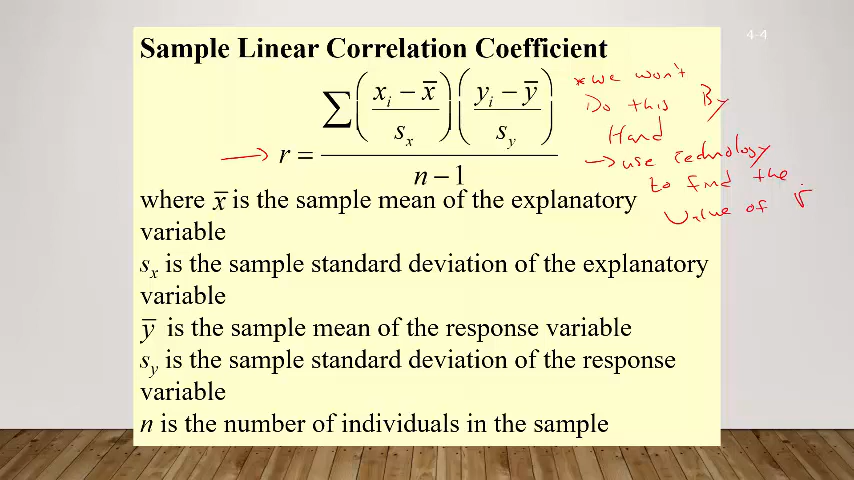 4-4
Sample Linear Correlation Coefficient
r = ∑ ( (xᵢ − x̄) / sₓ ) ( (yᵢ − ȳ) / s_y ) / (n − 1)
*we won't
Do this By
Hand
→ use technology
to find the
Value of r
where x̄ is the sample mean of the explanatory
variable
sₓ is the sample standard deviation of the explanatory
variable
ȳ is the sample mean of the response variable
s_y is the sample standard deviation of the response
variable
n is the number of individuals in the sample